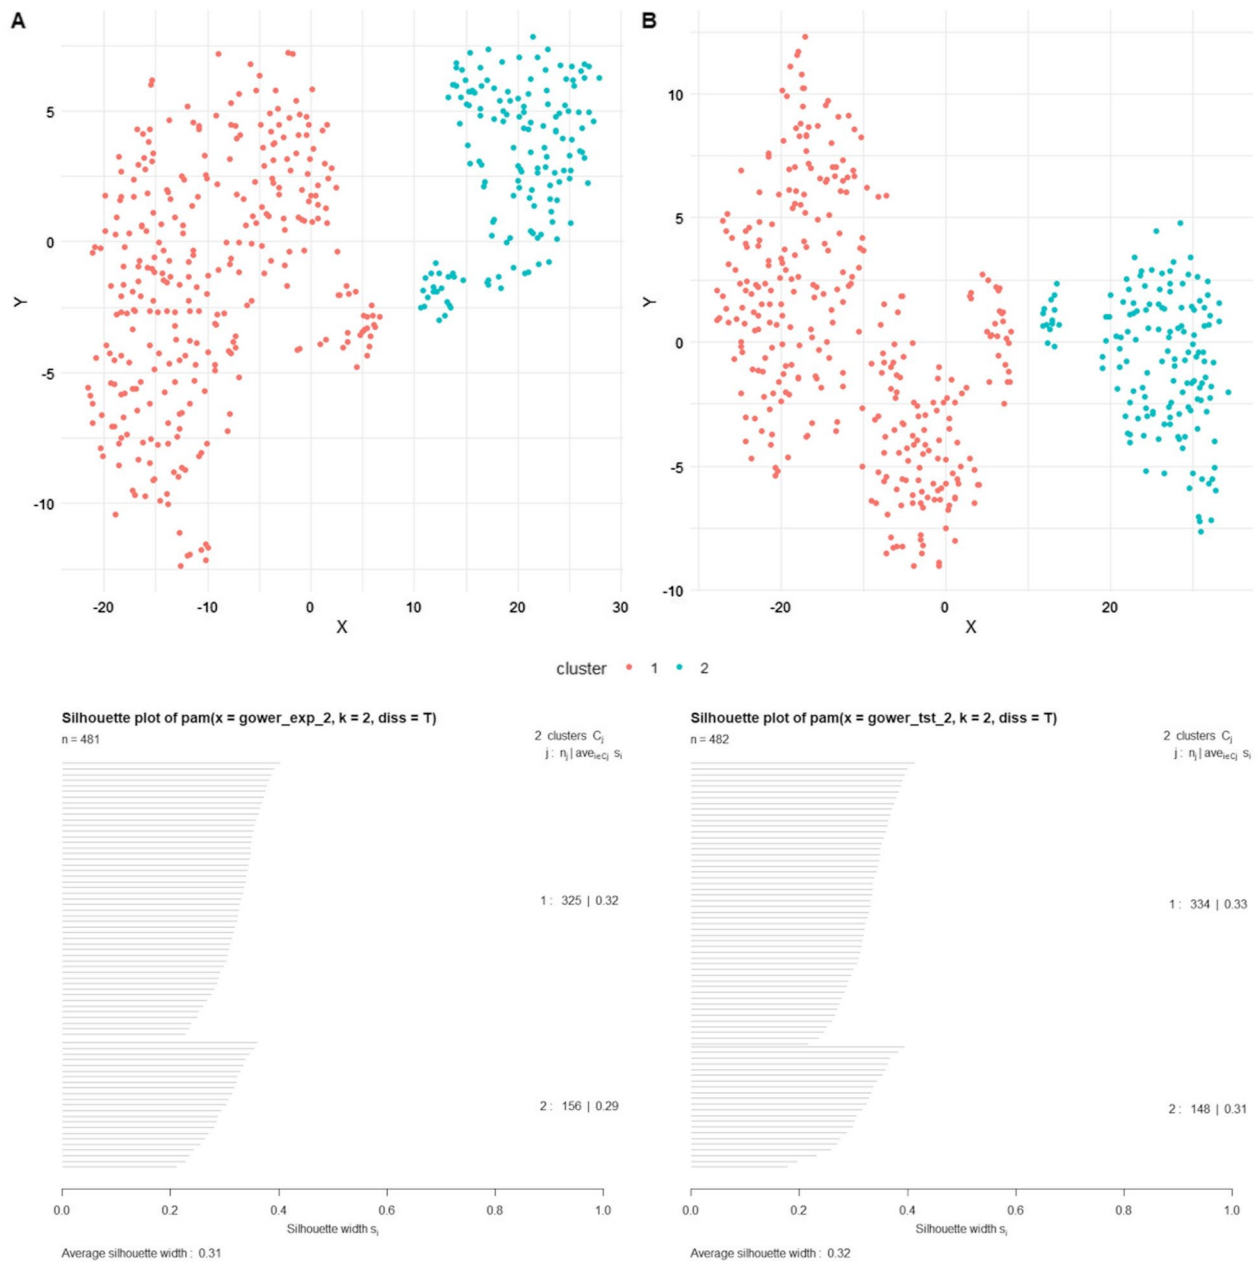 A
B
5
0
-5
-10
Y
-20 -10 0 10 20 30
X
10
5
0
-5
-10
Y
-20 0 20
X
cluster 1 2
Silhouette plot of pam(x = gower_exp_2, k = 2, diss = T)
n = 481
2 clusters Cj
j : nj | aveiϵCj si
1 : 325 | 0.32
2 : 156 | 0.29
0.0 0.2 0.4 0.6 0.8 1.0
Silhouette width si
Average silhouette width : 0.31
Silhouette plot of pam(x = gower_tst_2, k = 2, diss = T)
n = 482
2 clusters Cj
j : nj | aveiϵCj si
1 : 334 | 0.33
2 : 148 | 0.31
0.0 0.2 0.4 0.6 0.8 1.0
Silhouette width si
Average silhouette width : 0.32